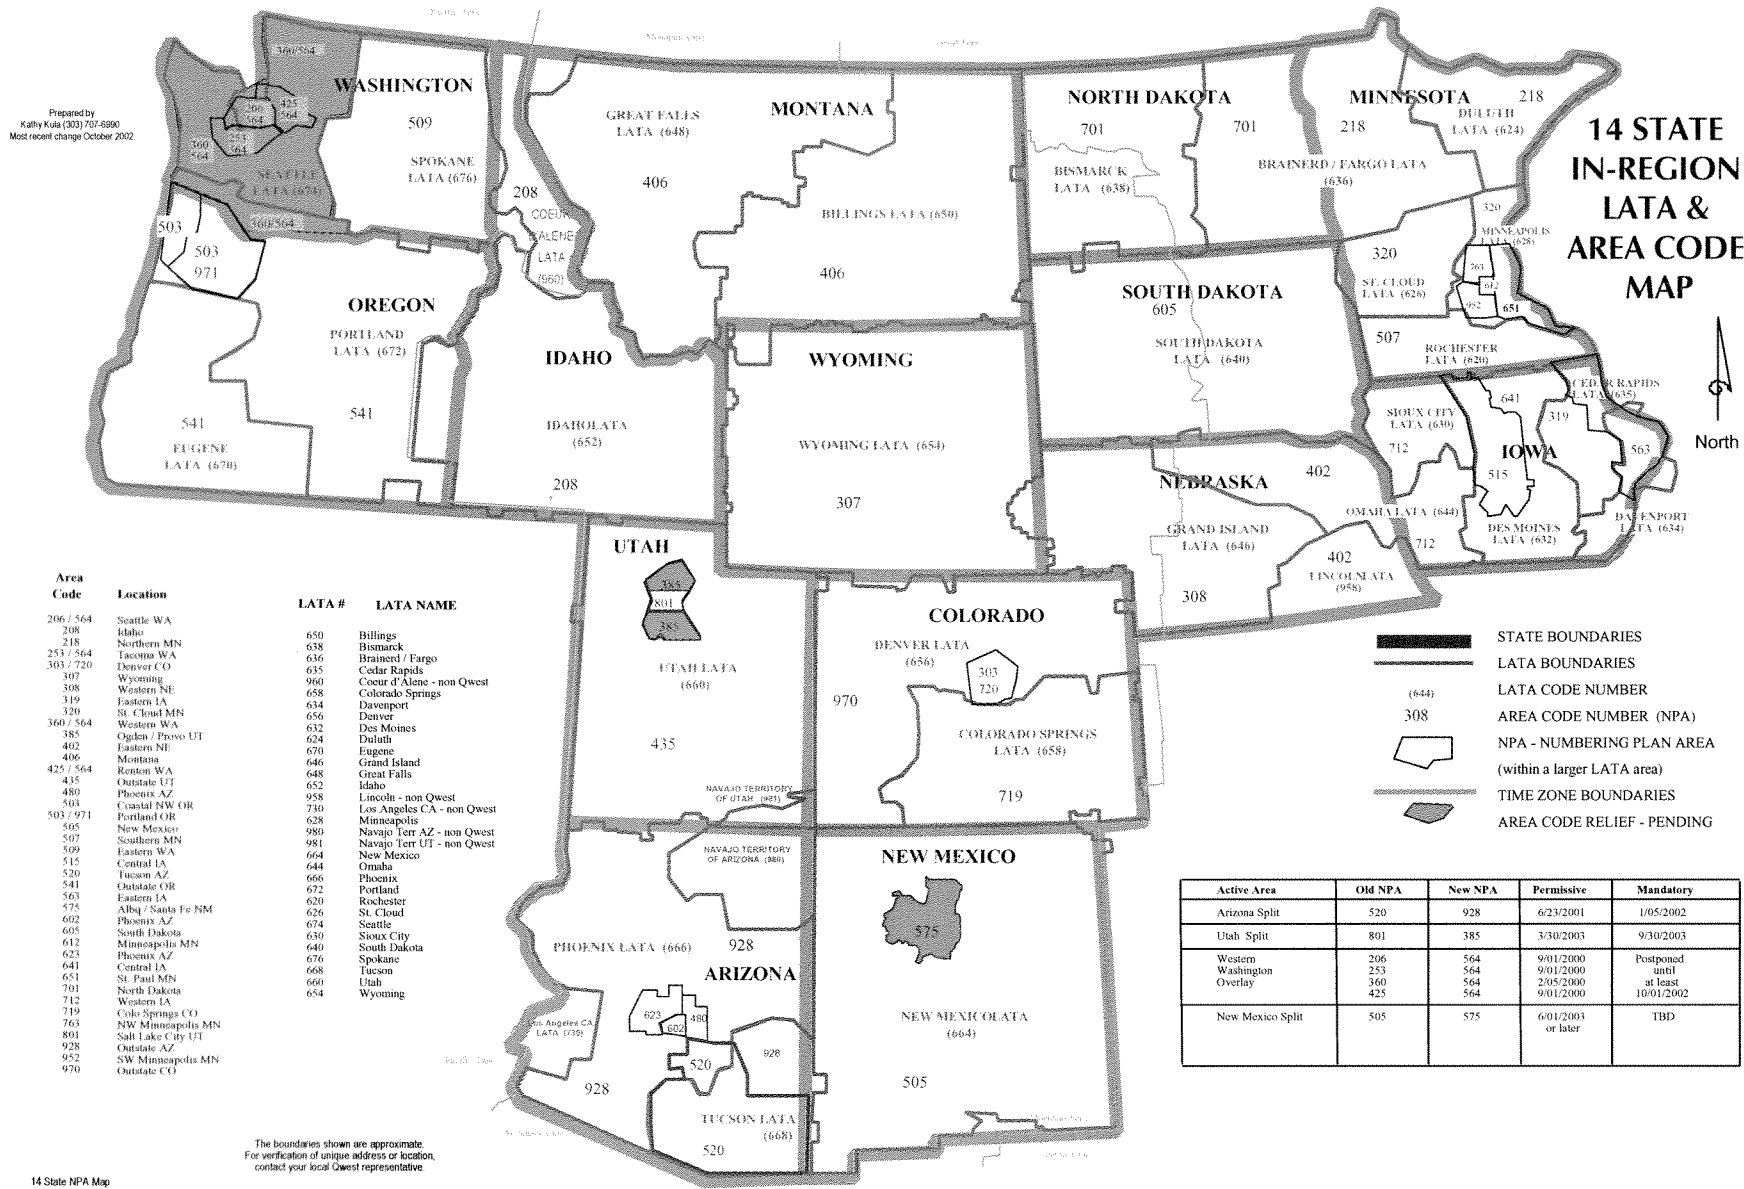 Prepared by
Kathy Kula (303) 707-6990
Most recent change October 2002
14 STATE
IN-REGION
LATA &
AREA CODE
MAP
North
WASHINGTON
360/564
206
564
425
564
253
564
360
564
SEATTLE
LATA (674)
360/564
509
SPOKANE
LATA (676)
503
503
971
OREGON
PORTLAND
LATA (672)
541
541
EUGENE
LATA (670)
208
COEUR
D'ALENE
LATA
(960)
IDAHO
IDAHO LATA
(652)
208
MONTANA
GREAT FALLS
LATA (648)
406
BILLINGS LATA (650)
406
WYOMING
WYOMING LATA (654)
307
NORTH DAKOTA
701
701
BISMARCK
LATA (638)
BRAINERD / FARGO LATA
(636)
MINNESOTA
218
218
DULUTH
LATA (624)
320
MINNEAPOLIS
LATA (628)
320
ST. CLOUD
LATA (626)
763
612
952
651
507
ROCHESTER
LATA (620)
SOUTH DAKOTA
605
SOUTH DAKOTA
LATA (640)
IOWA
SIOUX CITY
LATA (630)
712
641
515
319
CEDAR RAPIDS
LATA (635)
563
DAVENPORT
LATA (634)
DES MOINES
LATA (632)
OMAHA LATA (644)
712
NEBRASKA
402
GRAND ISLAND
LATA (646)
308
402
LINCOLN LATA
(958)
UTAH
385
801
385
UTAH LATA
(660)
435
NAVAJO TERRITORY
OF UTAH (981)
COLORADO
DENVER LATA
(656)
303
720
970
COLORADO SPRINGS
LATA (658)
719
NAVAJO TERRITORY
OF ARIZONA (980)
PHOENIX LATA (666)
928
ARIZONA
623
602
480
520
928
Los Angeles CA
LATA (730)
928
TUCSON LATA
(668)
520
NEW MEXICO
575
NEW MEXICO LATA
(664)
505
Area
Code Location
206 / 564 Seattle WA
208 Idaho
218 Northern MN
253 / 564 Tacoma WA
303 / 720 Denver CO
307 Wyoming
308 Western NE
319 Eastern IA
320 St. Cloud MN
360 / 564 Western WA
385 Ogden / Provo UT
402 Eastern NE
406 Montana
425 / 564 Renton WA
435 Outstate UT
480 Phoenix AZ
503 Coastal NW OR
503 / 971 Portland OR
505 New Mexico
507 Southern MN
509 Eastern WA
515 Central IA
520 Tucson AZ
541 Outstate OR
563 Eastern IA
575 Albq / Santa Fe NM
602 Phoenix AZ
605 South Dakota
612 Minneapolis MN
623 Phoenix AZ
641 Central IA
651 St. Paul MN
701 North Dakota
712 Western IA
719 Colo Springs CO
763 NW Minneapolis MN
801 Salt Lake City UT
928 Outstate AZ
952 SW Minneapolis MN
970 Outstate CO
LATA # LATA NAME
650 Billings
638 Bismarck
636 Brainerd / Fargo
635 Cedar Rapids
960 Coeur d'Alene - non Qwest
658 Colorado Springs
634 Davenport
656 Denver
632 Des Moines
624 Duluth
670 Eugene
646 Grand Island
648 Great Falls
652 Idaho
958 Lincoln - non Qwest
730 Los Angeles CA - non Qwest
628 Minneapolis
980 Navajo Terr AZ - non Qwest
981 Navajo Terr UT - non Qwest
664 New Mexico
644 Omaha
666 Phoenix
672 Portland
620 Rochester
626 St. Cloud
674 Seattle
630 Sioux City
640 South Dakota
676 Spokane
668 Tucson
660 Utah
654 Wyoming
STATE BOUNDARIES
LATA BOUNDARIES
(644) LATA CODE NUMBER
308 AREA CODE NUMBER (NPA)
NPA - NUMBERING PLAN AREA
(within a larger LATA area)
TIME ZONE BOUNDARIES
AREA CODE RELIEF - PENDING
Active Area Old NPA New NPA Permissive Mandatory
Arizona Split 520 928 6/23/2001 1/05/2002
Utah Split 801 385 3/30/2003 9/30/2003
Western 206 564 9/01/2000 Postponed
Washington 253 564 9/01/2000 until
Overlay 360 564 2/05/2000 at least
425 564 9/01/2000 10/01/2002
New Mexico Split 505 575 6/01/2003 TBD
or later
The boundaries shown are approximate.
For verification of unique address or location,
contact your local Qwest representative.
14 State NPA Map